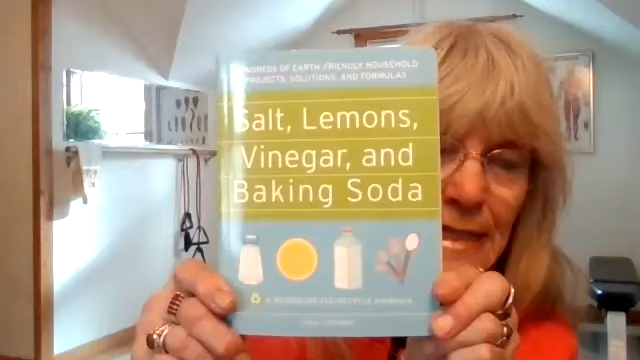 HUNDREDS OF EARTH-FRIENDLY HOUSEHOLD
PROJECTS, SOLUTIONS, AND FORMULAS
Salt, Lemons,
Vinegar, and
Baking Soda